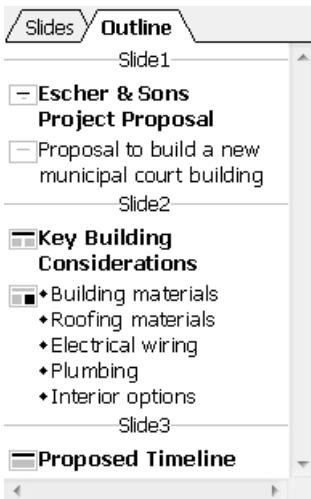 Slides Outline
Slide1
Escher & Sons
Project Proposal
Proposal to build a new
municipal court building
Slide2
Key Building
Considerations
◆Building materials
◆Roofing materials
◆Electrical wiring
◆Plumbing
◆Interior options
Slide3
Proposed Timeline